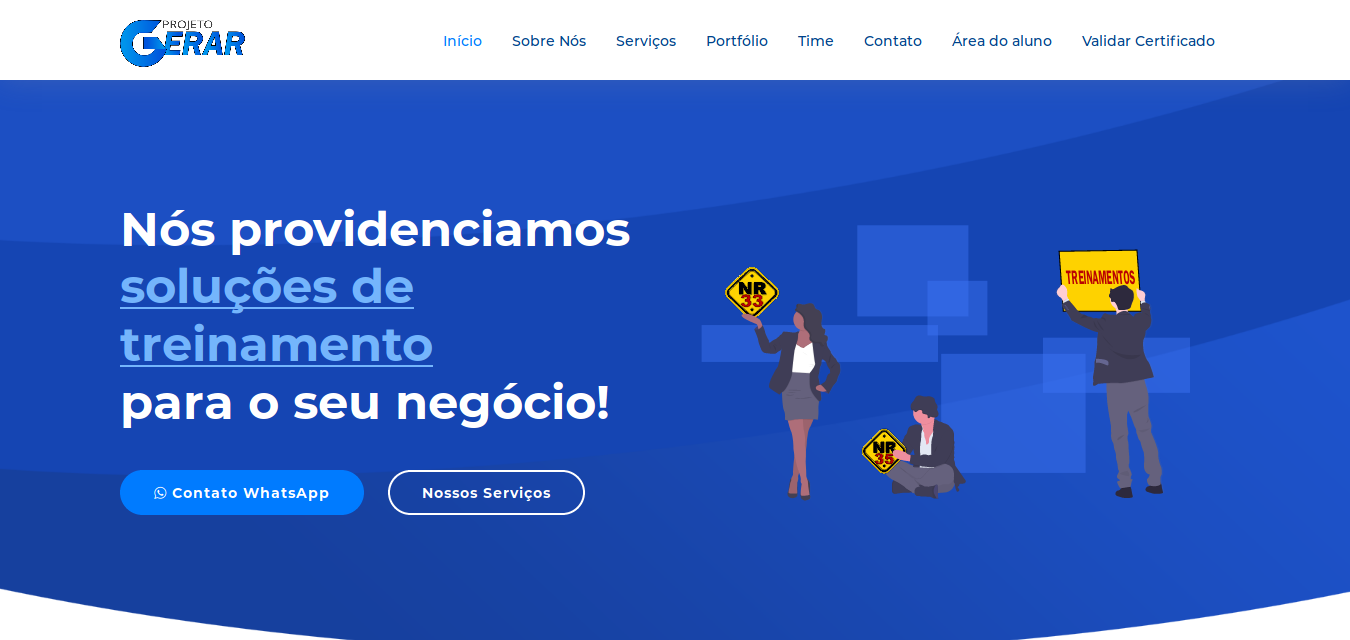 PROJETO
GERAR
Início Sobre Nós Serviços Portfólio Time Contato Área do aluno Validar Certificado
Nós providenciamos
soluções de
treinamento
para o seu negócio!
Contato WhatsApp Nossos Serviços
NR
33
TREINAMENTOS
NR
35